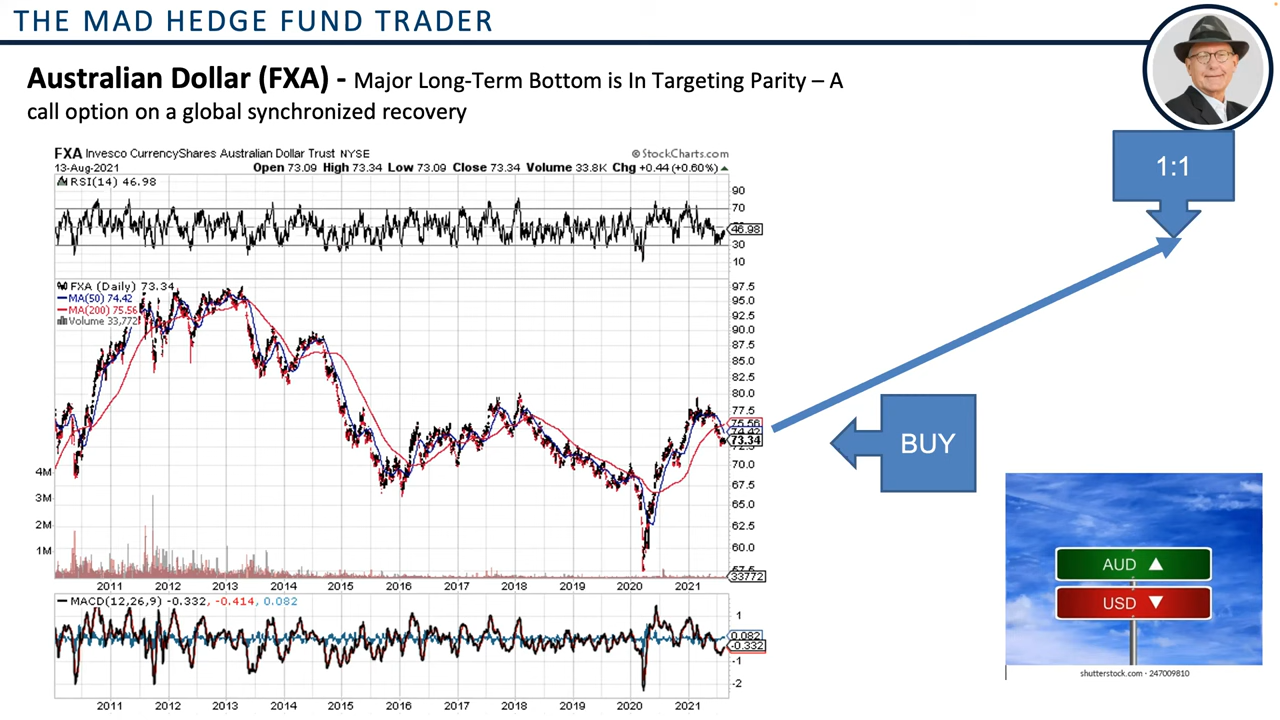 THE MAD HEDGE FUND TRADER
Australian Dollar (FXA) - Major Long-Term Bottom is In Targeting Parity – A
call option on a global synchronized recovery
FXA Invesco CurrencyShares Australian Dollar Trust NYSE
© StockCharts.com
13-Aug-2021
Open 73.09 High 73.34 Low 73.09 Close 73.34 Volume 33.8K Chg +0.44 (+0.60%)
RSI(14) 46.98
90
70
46.98
30
10
FXA (Daily) 73.34
MA(50) 74.42
MA(200) 75.56
Volume 33,772
97.5
95.0
92.5
90.0
87.5
85.0
82.5
80.0
77.5
75.56
74.42
73.34
70.0
67.5
65.0
62.5
60.0
57.5
33772
4M
3M
2M
1M
2011 2012 2013 2014 2015 2016 2017 2018 2019 2020 2021
MACD(12,26,9) -0.332, -0.414, 0.082
1
0.082
-0.332
-1
-2
2011 2012 2013 2014 2015 2016 2017 2018 2019 2020 2021
1:1
BUY
AUD ▲
USD ▼
shutterstock.com · 247009810